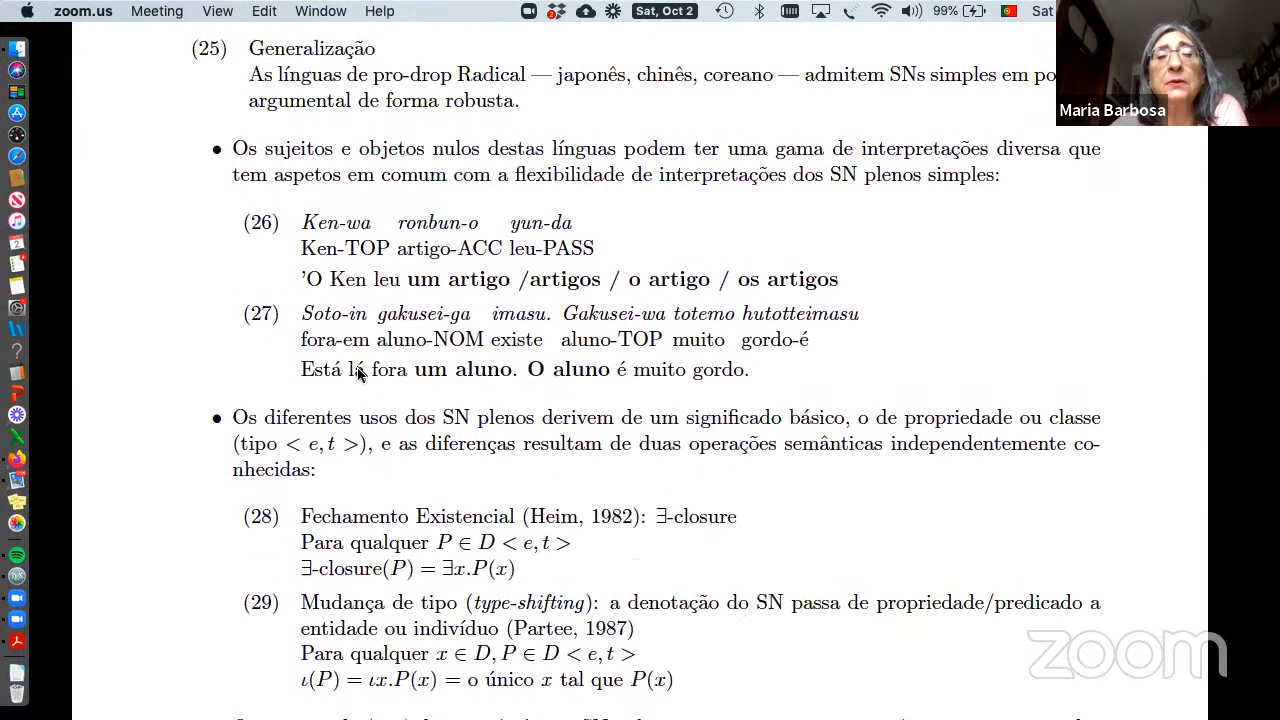 zoom.us Meeting View Edit Window Help Sat, Oct 2 99% Sat
(25) Generalização
As línguas de pro-drop Radical — japonês, chinês, coreano — admitem SNs simples em po
argumental de forma robusta.
Maria Barbosa
• Os sujeitos e objetos nulos destas línguas podem ter uma gama de interpretações diversa que
tem aspetos em comum com a flexibilidade de interpretações dos SN plenos simples:
(26) Ken-wa ronbun-o yun-da
Ken-TOP artigo-ACC leu-PASS
'O Ken leu um artigo /artigos / o artigo / os artigos
(27) Soto-in gakusei-ga imasu. Gakusei-wa totemo hutotteimasu
fora-em aluno-NOM existe aluno-TOP muito gordo-é
Está lá fora um aluno. O aluno é muito gordo.
• Os diferentes usos dos SN plenos derivem de um significado básico, o de propriedade ou classe
(tipo < e, t >), e as diferenças resultam de duas operações semânticas independentemente co-
nhecidas:
(28) Fechamento Existencial (Heim, 1982): ∃-closure
Para qualquer P ∈ D < e, t >
∃-closure(P) = ∃x.P(x)
(29) Mudança de tipo (type-shifting): a denotação do SN passa de propriedade/predicado a
entidade ou indivíduo (Partee, 1987)
Para qualquer x ∈ D, P ∈ D < e, t >
ι(P) = ιx.P(x) = o único x tal que P(x)
zoom